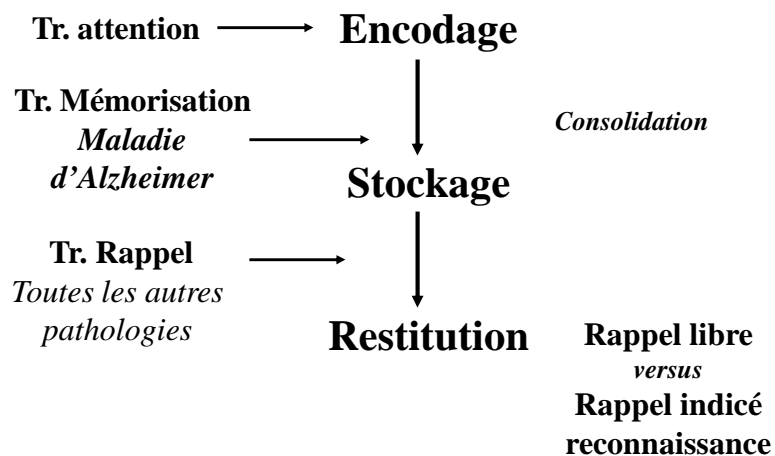 Tr. attention
Encodage
Tr. Mémorisation
Maladie
d'Alzheimer
Consolidation
Stockage
Tr. Rappel
Toutes les autres
pathologies
Restitution
Rappel libre
versus
Rappel indicé
reconnaissance